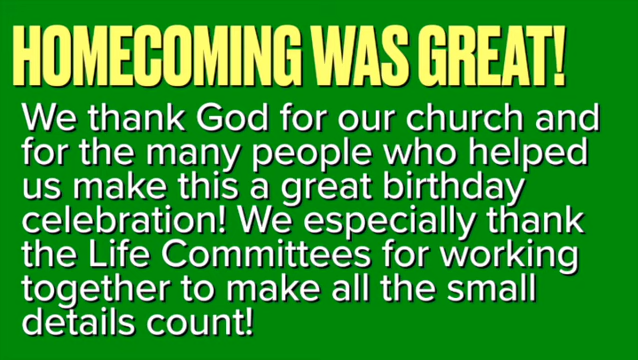 HOMECOMING WAS GREAT!
We thank God for our church and
for the many people who helped
us make this a great birthday
celebration! We especially thank
the Life Committees for working
together to make all the small
details count!